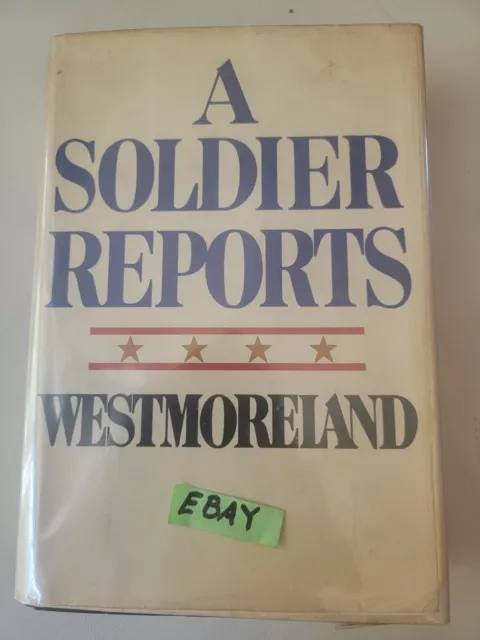 A
SOLDIER
REPORTS
WESTMORELAND
EBAY